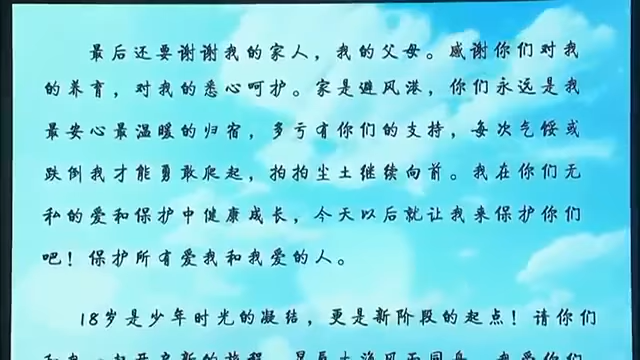 最后还要谢谢我的家人，我的父母。感谢你们对我
的养育，对我的悉心呵护。家是避风港，你们永远是我
最安心最温暖的归宿，多亏有你们的支持，每次气馁或
跌倒我才能勇敢爬起，拍拍尘土继续向前。我在你们无
私的爱和保护中健康成长，今天以后就让我来保护你们
吧！保护所有爱我和我爱的人。
18岁是少年时光的凝结，更是新阶段的起点！请你们